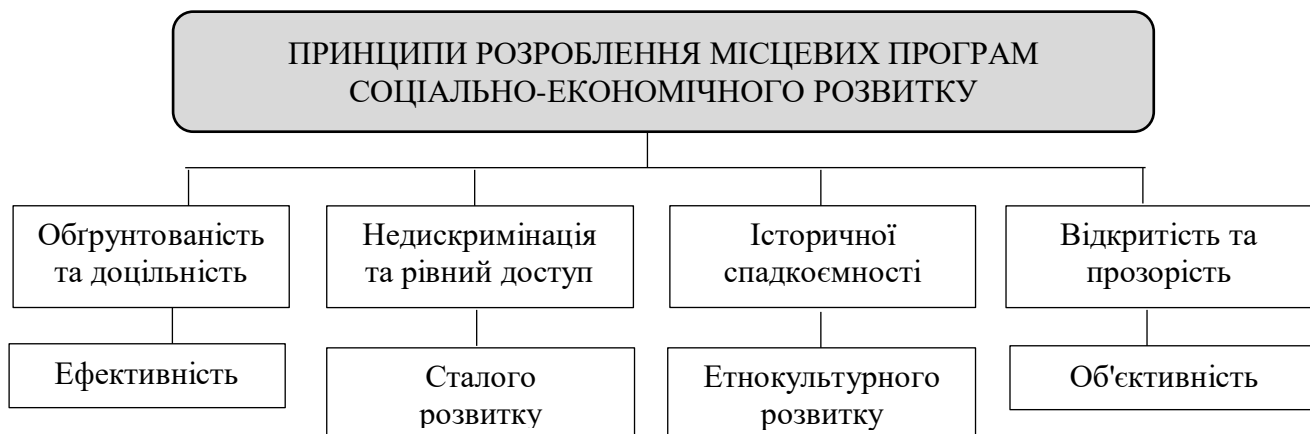 ПРИНЦИПИ РОЗРОБЛЕННЯ МІСЦЕВИХ ПРОГРАМ
СОЦІАЛЬНО-ЕКОНОМІЧНОГО РОЗВИТКУ
Обґрунтованість
та доцільність
Недискримінація
та рівний доступ
Історичної
спадкоємності
Відкритість та
прозорість
Ефективність
Сталого
розвитку
Етнокультурного
розвитку
Об'єктивність